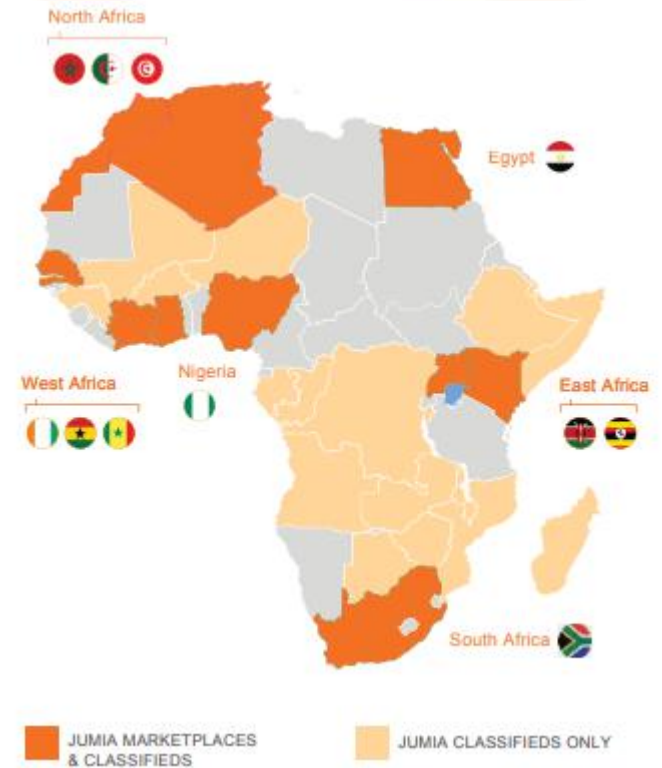 North Africa
Egypt
West Africa
Nigeria
East Africa
South Africa
JUMIA MARKETPLACES
& CLASSIFIEDS
JUMIA CLASSIFIEDS ONLY